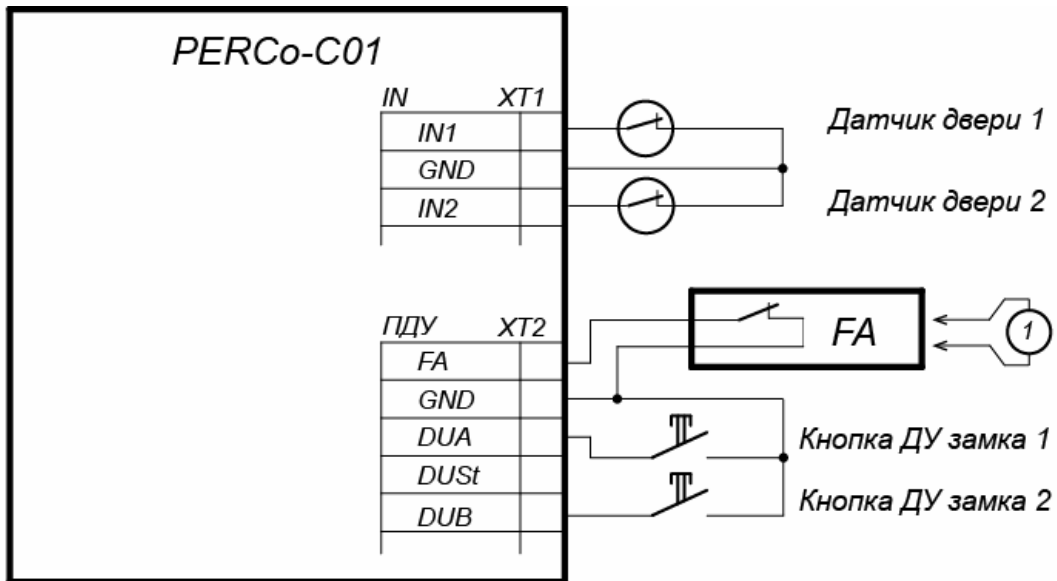 PERCo-C01
IN XT1
IN1
GND
IN2
Датчик двери 1
Датчик двери 2
ПДУ XT2
FA
GND
DUA
DUSt
DUB
FA
1
Кнопка ДУ замка 1
Кнопка ДУ замка 2